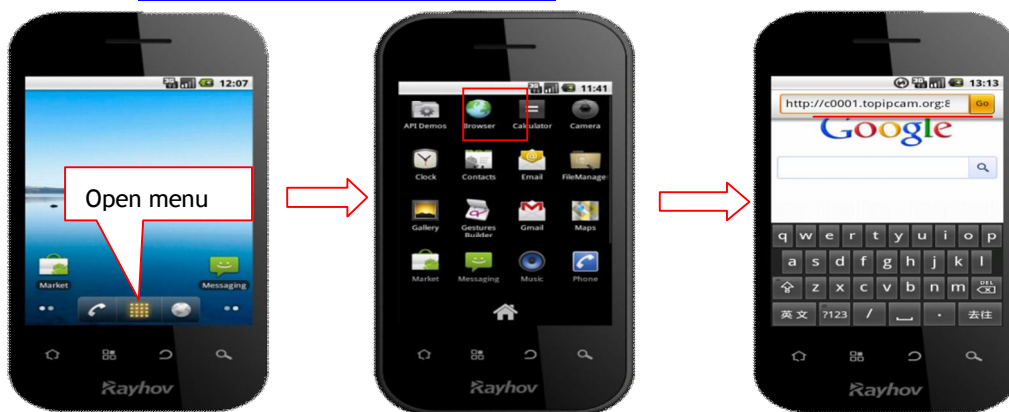 12:07
Open menu
Market
Messaging
Rayhov
11:41
API Demos Browser Calculator Camera
Clock Contacts Email FileManage
Gallery Gestures Builder Gmail Maps
Market Messaging Music Phone
Rayhov
13:13
http://c0001.topipcam.org:8 Go
Google
q w e r t y u i o p
a s d f g h j k l
z x c v b n m DEL
英文 ?123 / . 去往
Rayhov